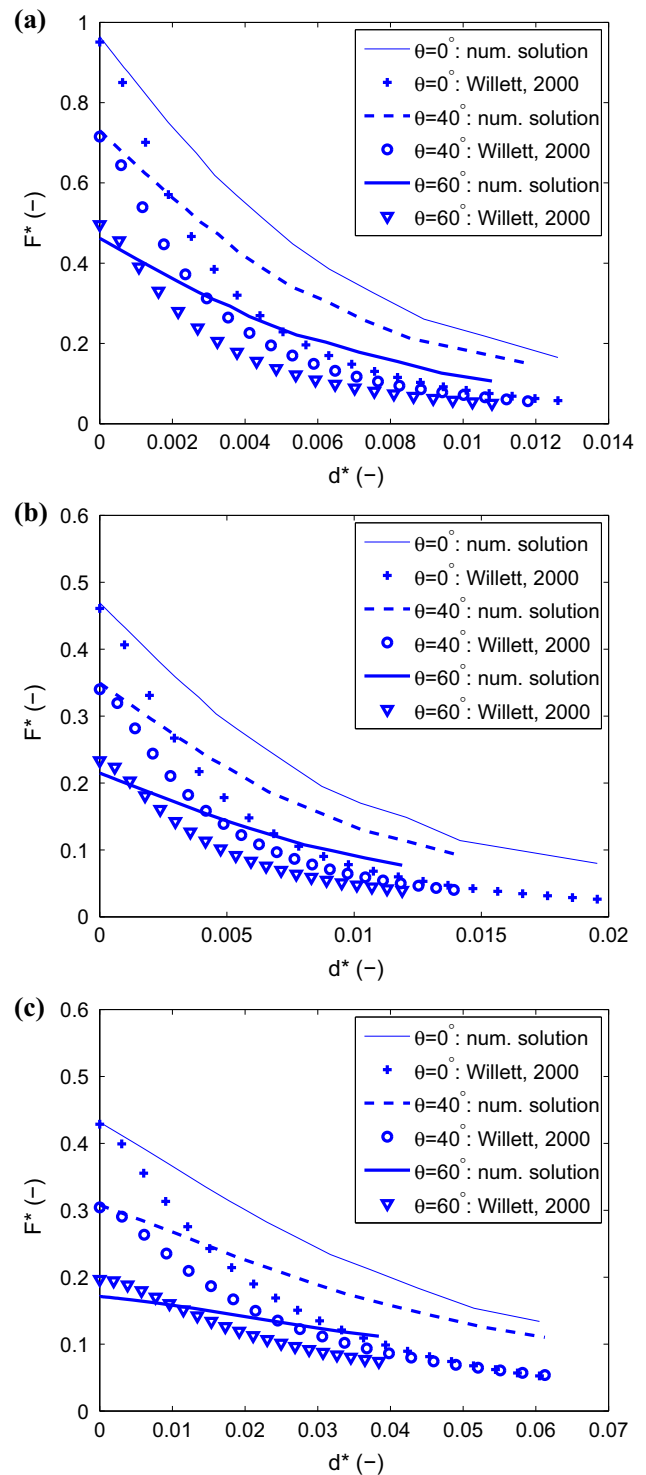 (a)
1
0.8
0.6
0.4
0.2
0
F* (−)
θ=0°: num. solution
θ=0°: Willett, 2000
θ=40°: num. solution
θ=40°: Willett, 2000
θ=60°: num. solution
θ=60°: Willett, 2000
0 0.002 0.004 0.006 0.008 0.01 0.012 0.014
d* (−)
(b)
0.6
0.5
0.4
0.3
0.2
0.1
0
F* (−)
θ=0°: num. solution
θ=0°: Willett, 2000
θ=40°: num. solution
θ=40°: Willett, 2000
θ=60°: num. solution
θ=60°: Willett, 2000
0 0.005 0.01 0.015 0.02
d* (−)
(c)
0.6
0.5
0.4
0.3
0.2
0.1
0
F* (−)
θ=0°: num. solution
θ=0°: Willett, 2000
θ=40°: num. solution
θ=40°: Willett, 2000
θ=60°: num. solution
θ=60°: Willett, 2000
0 0.01 0.02 0.03 0.04 0.05 0.06 0.07
d* (−)